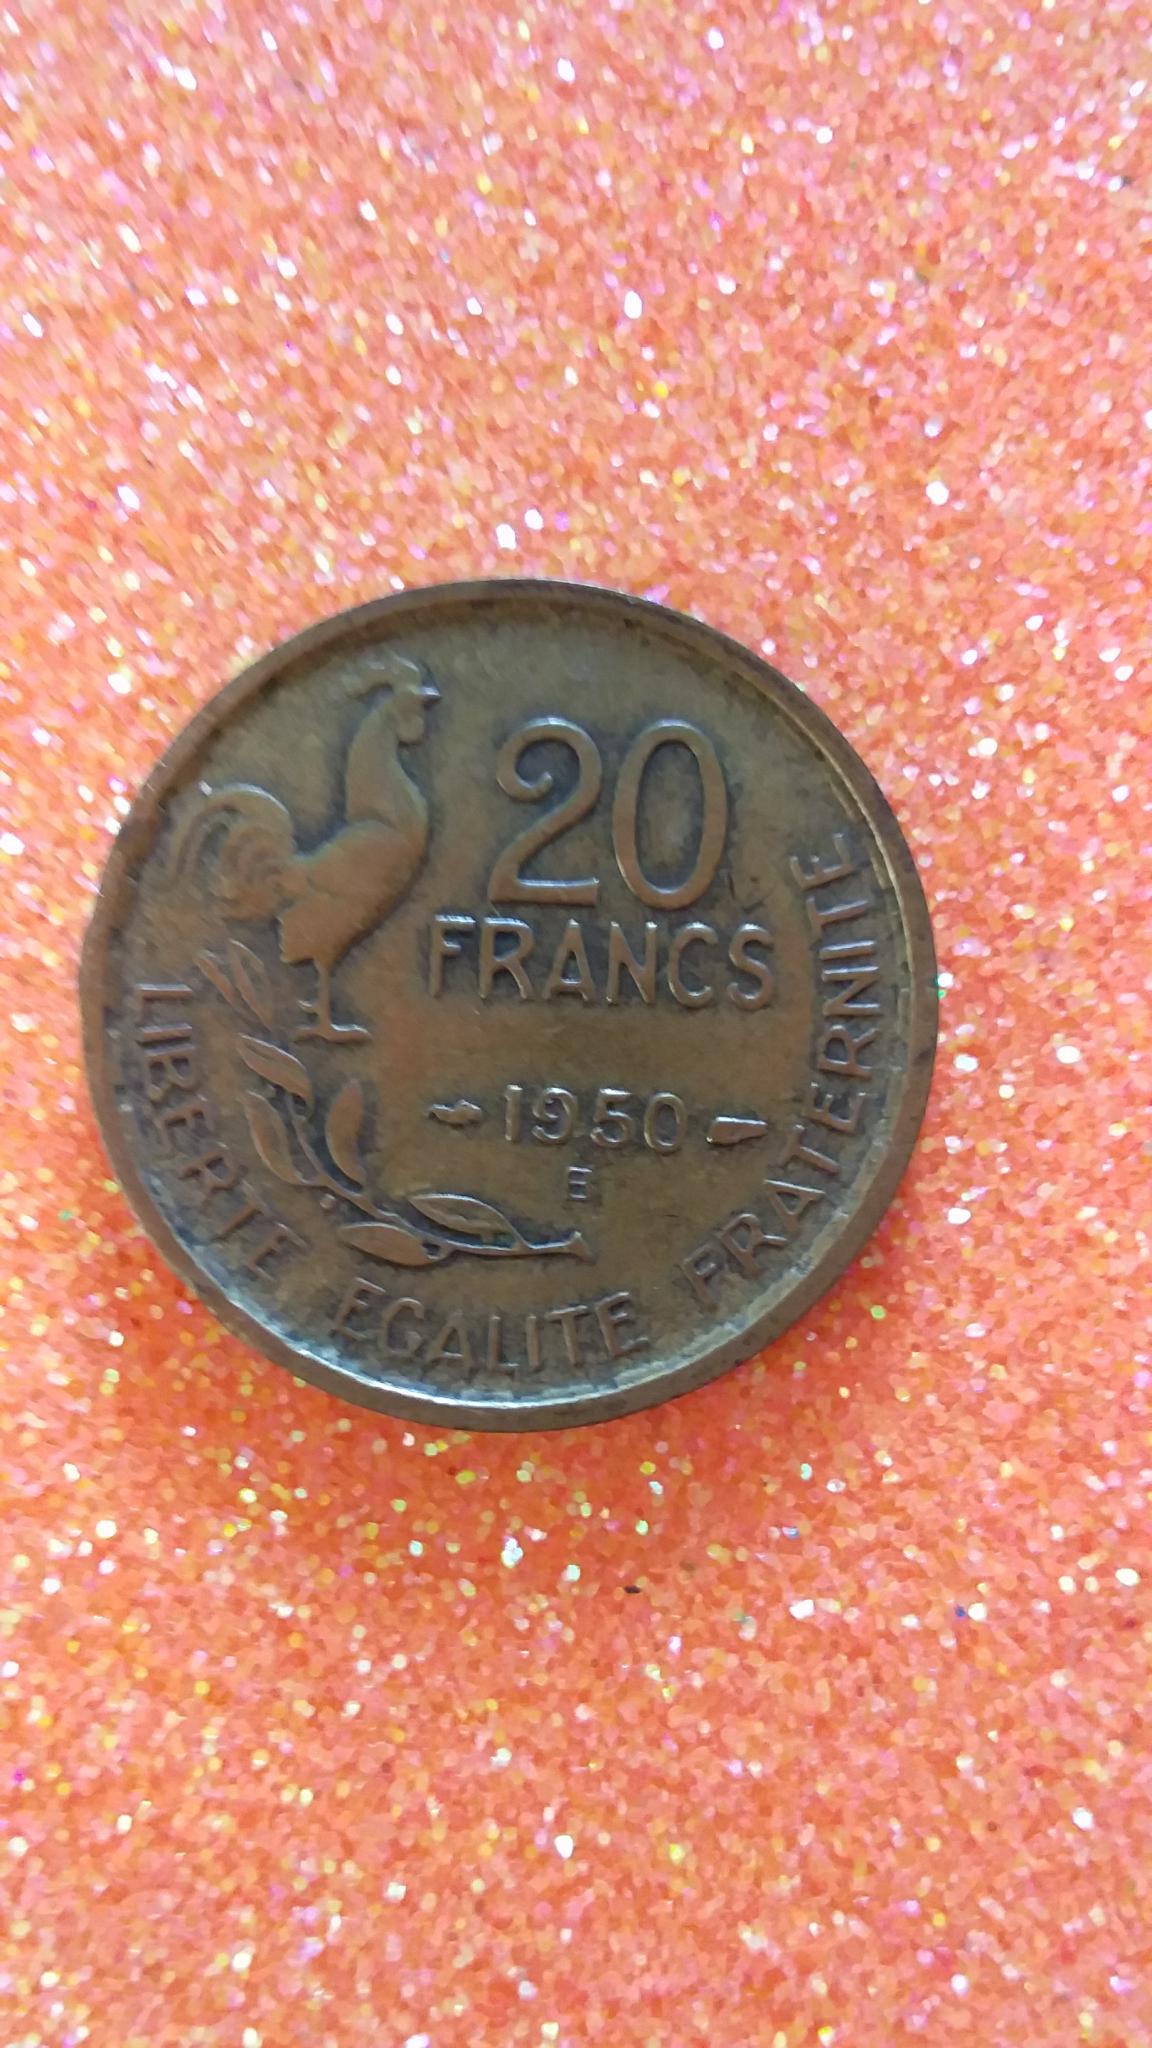 20
FRANCS
1950
E
LIBERTE EGALITE FRATERNITE